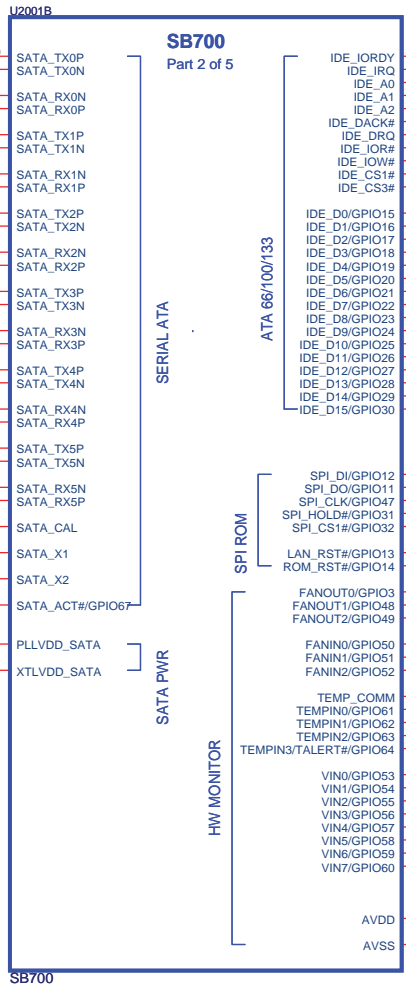 U2001B
SB700
Part 2 of 5
SATA_TX0P
SATA_TX0N
SATA_RX0N
SATA_RX0P
SATA_TX1P
SATA_TX1N
SATA_RX1N
SATA_RX1P
SATA_TX2P
SATA_TX2N
SATA_RX2N
SATA_RX2P
SATA_TX3P
SATA_TX3N
SATA_RX3N
SATA_RX3P
SATA_TX4P
SATA_TX4N
SATA_RX4N
SATA_RX4P
SATA_TX5P
SATA_TX5N
SATA_RX5N
SATA_RX5P
SATA_CAL
SATA_X1
SATA_X2
SATA_ACT#/GPIO67
SERIAL ATA
PLLVDD_SATA
XTLVDD_SATA
SATA PWR
IDE_IORDY
IDE_IRQ
IDE_A0
IDE_A1
IDE_A2
IDE_DACK#
IDE_DRQ
IDE_IOR#
IDE_IOW#
IDE_CS1#
IDE_CS3#
IDE_D0/GPIO15
IDE_D1/GPIO16
IDE_D2/GPIO17
IDE_D3/GPIO18
IDE_D4/GPIO19
IDE_D5/GPIO20
IDE_D6/GPIO21
IDE_D7/GPIO22
IDE_D8/GPIO23
IDE_D9/GPIO24
IDE_D10/GPIO25
IDE_D11/GPIO26
IDE_D12/GPIO27
IDE_D13/GPIO28
IDE_D14/GPIO29
IDE_D15/GPIO30
ATA 66/100/133
SPI_DI/GPIO12
SPI_DO/GPIO11
SPI_CLK/GPIO47
SPI_HOLD#/GPIO31
SPI_CS1#/GPIO32
LAN_RST#/GPIO13
ROM_RST#/GPIO14
SPI ROM
FANOUT0/GPIO3
FANOUT1/GPIO48
FANOUT2/GPIO49
FANIN0/GPIO50
FANIN1/GPIO51
FANIN2/GPIO52
TEMP_COMM
TEMPIN0/GPIO61
TEMPIN1/GPIO62
TEMPIN2/GPIO63
TEMPIN3/TALERT#/GPIO64
VIN0/GPIO53
VIN1/GPIO54
VIN2/GPIO55
VIN3/GPIO56
VIN4/GPIO57
VIN5/GPIO58
VIN6/GPIO59
VIN7/GPIO60
AVDD
AVSS
HW MONITOR
SB700